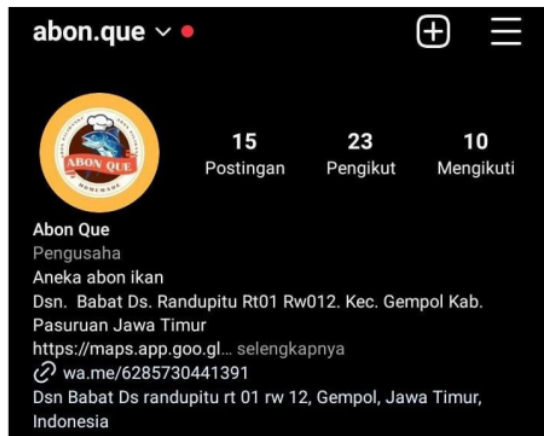 abon.que
15 23 10
Postingan Pengikut Mengikuti
ABON QUE
HOMEMADE
Abon Que
Pengusaha
Aneka abon ikan
Dsn. Babat Ds. Randupitu Rt01 Rw012. Kec. Gempol Kab.
Pasuruan Jawa Timur
https://maps.app.goo.gl... selengkapnya
wa.me/6285730441391
Dsn Babat Ds randupitu rt 01 rw 12, Gempol, Jawa Timur,
Indonesia